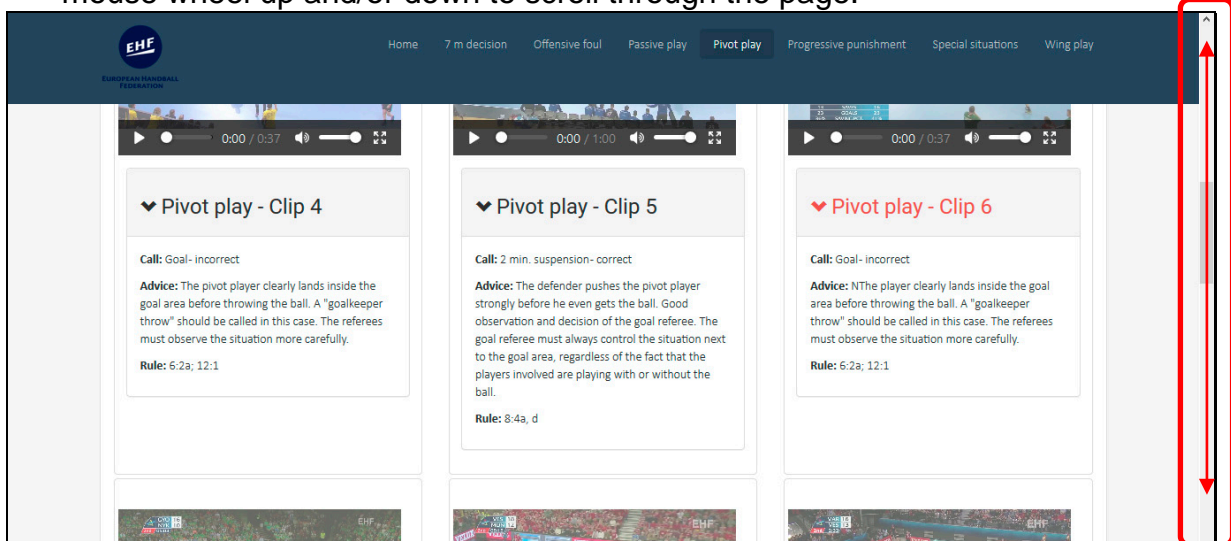 mouse wheel up and/or down to scroll through the page.
EHF
EUROPEAN HANDBALL
FEDERATION
Home 7 m decision Offensive foul Passive play Pivot play Progressive punishment Special situations Wing play
0:00 / 0:37
0:00 / 1:00
0:00 / 0:37
Pivot play - Clip 4
Call: Goal- incorrect
Advice: The pivot player clearly lands inside the
goal area before throwing the ball. A "goalkeeper
throw" should be called in this case. The referees
must observe the situation more carefully.
Rule: 6:2a; 12:1
Pivot play - Clip 5
Call: 2 min. suspension- correct
Advice: The defender pushes the pivot player
strongly before he even gets the ball. Good
observation and decision of the goal referee. The
goal referee must always control the situation next
to the goal area, regardless of the fact that the
players involved are playing with or without the
ball.
Rule: 8:4a, d
Pivot play - Clip 6
Call: Goal- incorrect
Advice: NThe player clearly lands inside the goal
area before throwing the ball. A "goalkeeper
throw" should be called in this case. The referees
must observe the situation more carefully.
Rule: 6:2a; 12:1
EHF
EHF
EHF